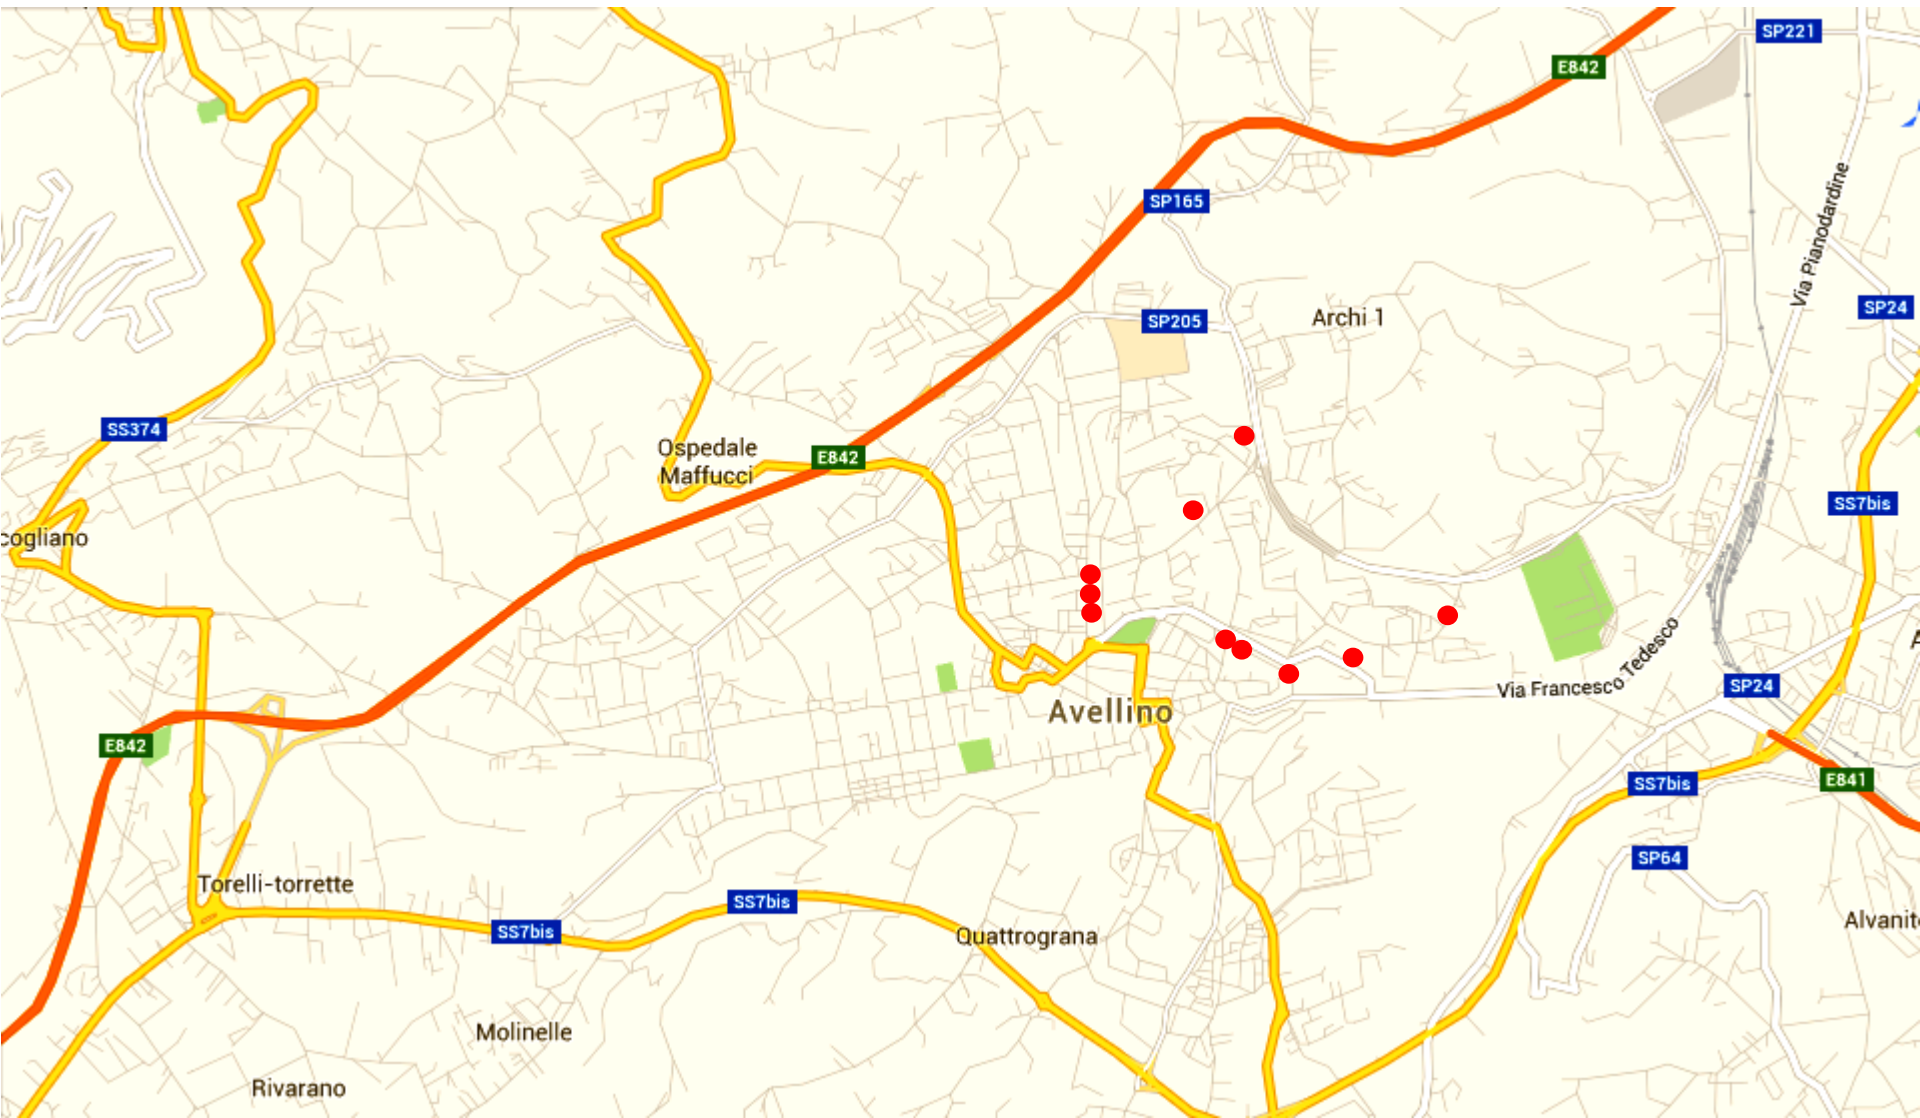 SP221
E842
Via Pianodardine
SP165
SP24
Archi 1
SP205
SS374
Ospedale
Maffucci
E842
SS7bis
cogliano
Via Francesco Tedesco
SP24
Avellino
E842
E841
SS7bis
SP64
Torelli-torrette
SS7bis
SS7bis
Alvanit
Quattrograna
Molinelle
Rivarano